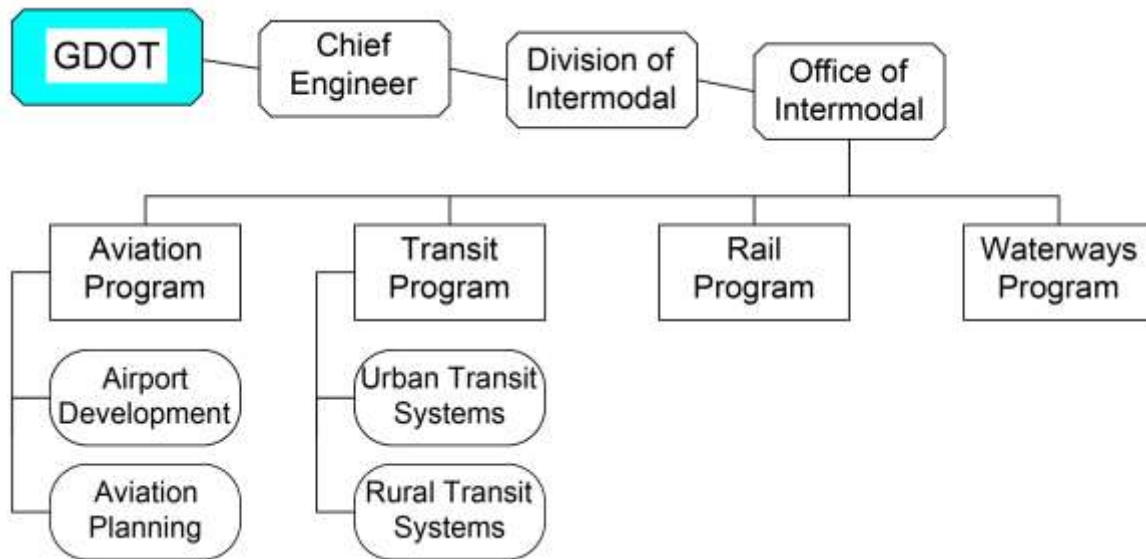 GDOT
Chief
Engineer
Division of
Intermodal
Office of
Intermodal
Aviation
Program
Transit
Program
Rail
Program
Waterways
Program
Airport
Development
Urban Transit
Systems
Aviation
Planning
Rural Transit
Systems